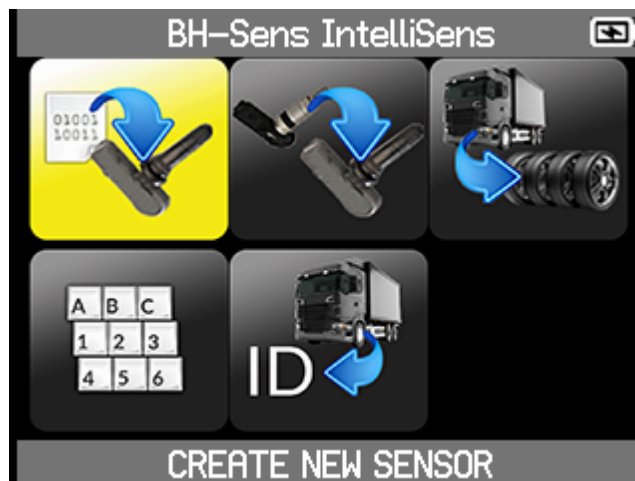 BH-Sens IntelliSens
01001
10011
A B C
1 2 3
4 5 6
ID
CREATE NEW SENSOR